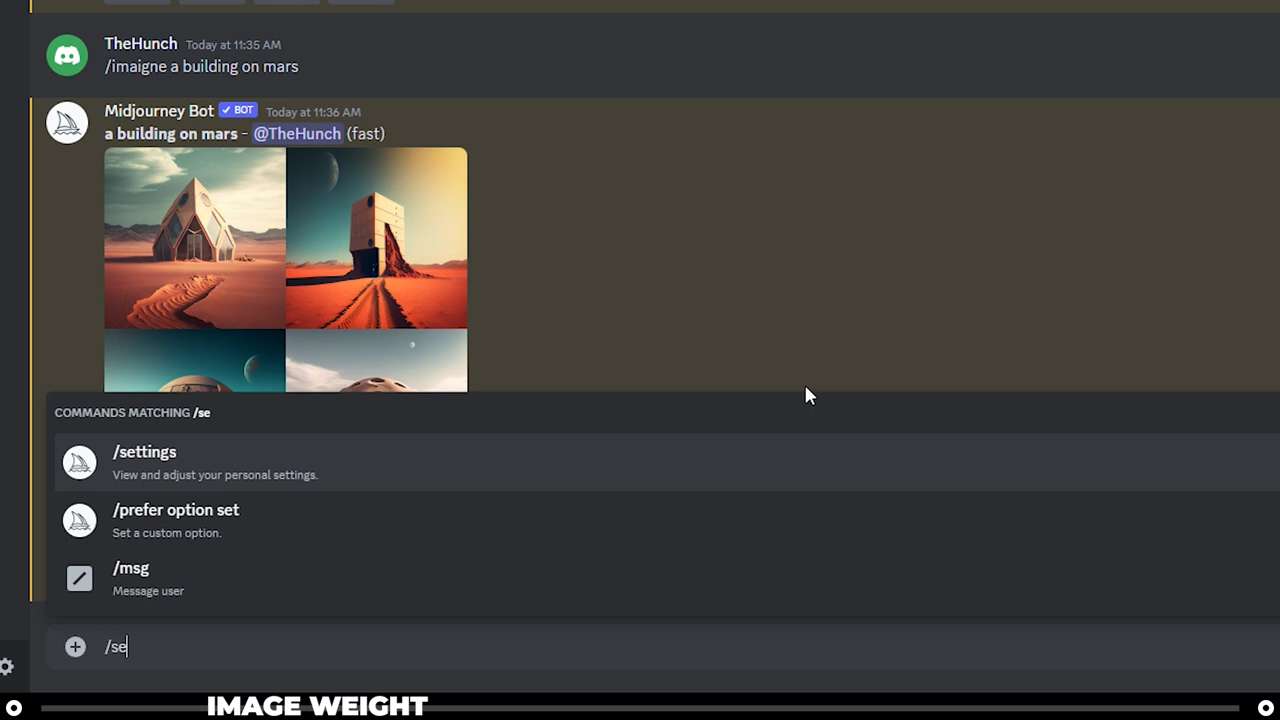 TheHunch Today at 11:35 AM
/imaigne a building on mars
Midjourney Bot ✓ BOT Today at 11:36 AM
a building on mars - @TheHunch (fast)
COMMANDS MATCHING /se
/settings
View and adjust your personal settings.
/prefer option set
Set a custom option.
/msg
Message user
/se
IMAGE WEIGHT